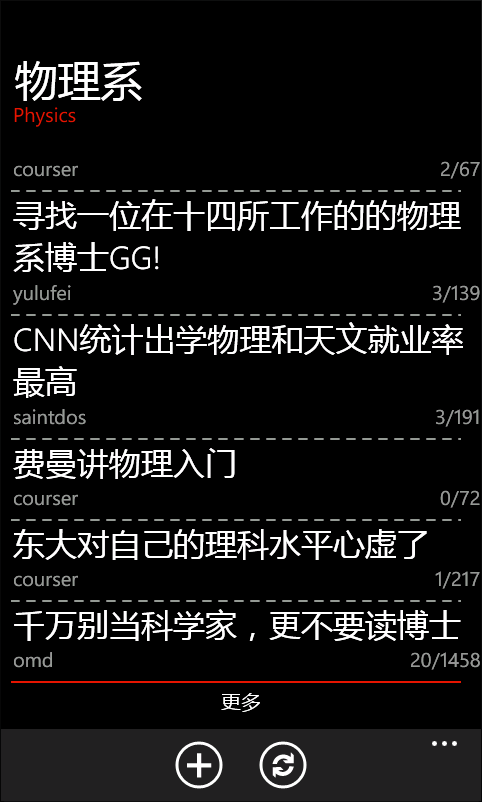 物理系
Physics
courser 2/67
寻找一位在十四所工作的的物理
系博士GG!
yulufei 3/139
CNN统计出学物理和天文就业率
最高
saintdos 3/191
费曼讲物理入门
courser 0/72
东大对自己的理科水平心虚了
courser 1/217
千万别当科学家，更不要读博士
omd 20/1458
更多